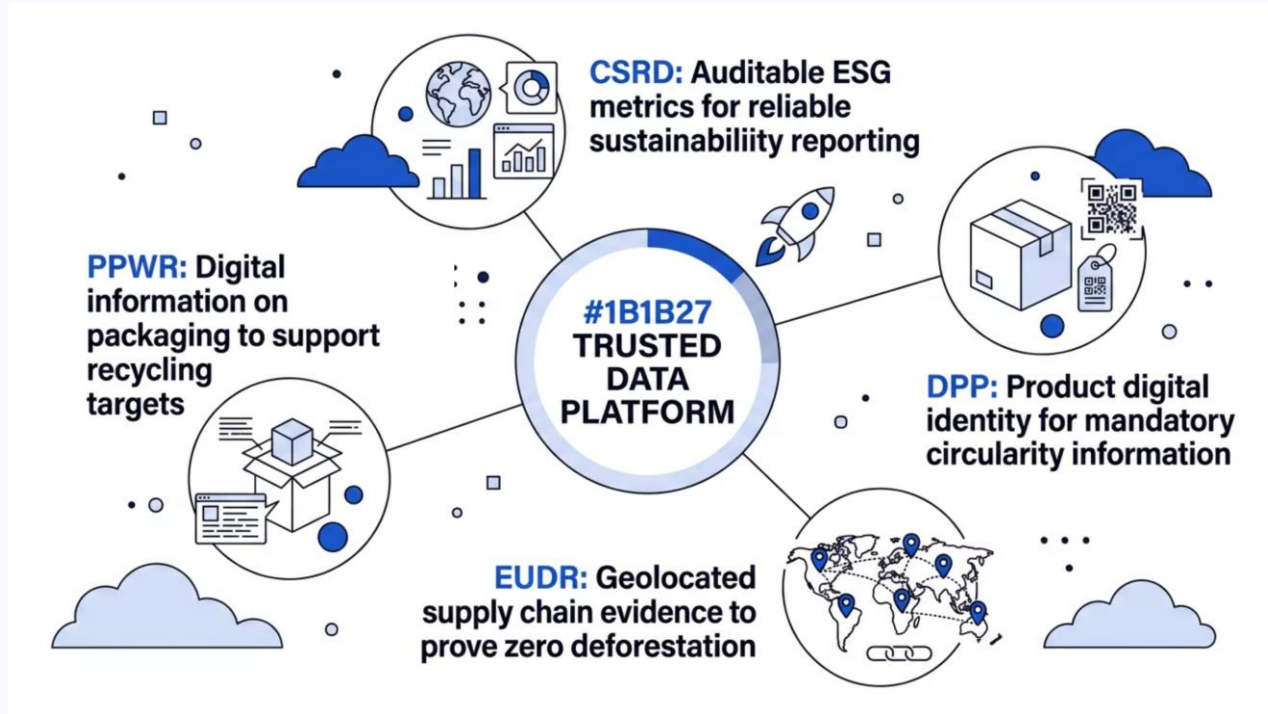 CSRD: Auditable ESG
metrics for reliable
sustainabiliity reporting
PPWR: Digital
information on
packaging to support
recycling
targets
#1B1B27
TRUSTED
DATA
PLATFORM
DPP: Product digital
identity for mandatory
circularity information
EUDR: Geolocated
supply chain evidence to
prove zero deforestation